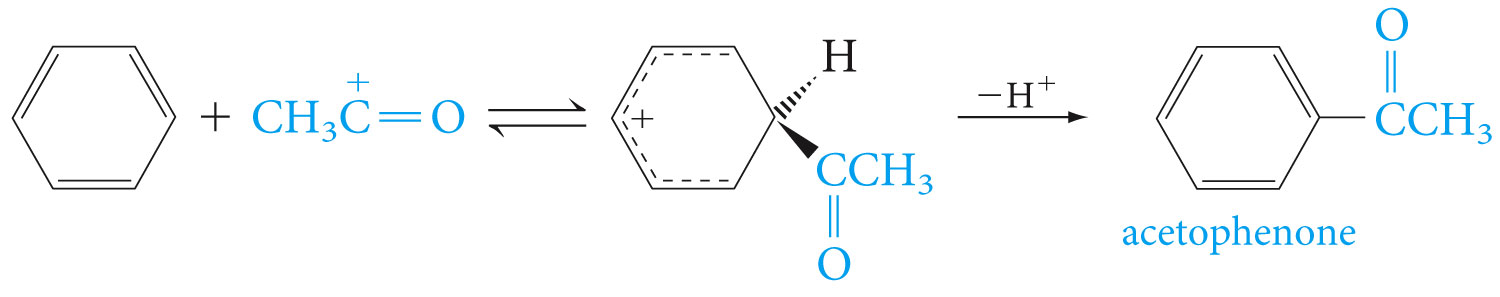 + CH₃C⁺=O ⇌
+
H
CCH₃
O
−H⁺
O
CCH₃
acetophenone